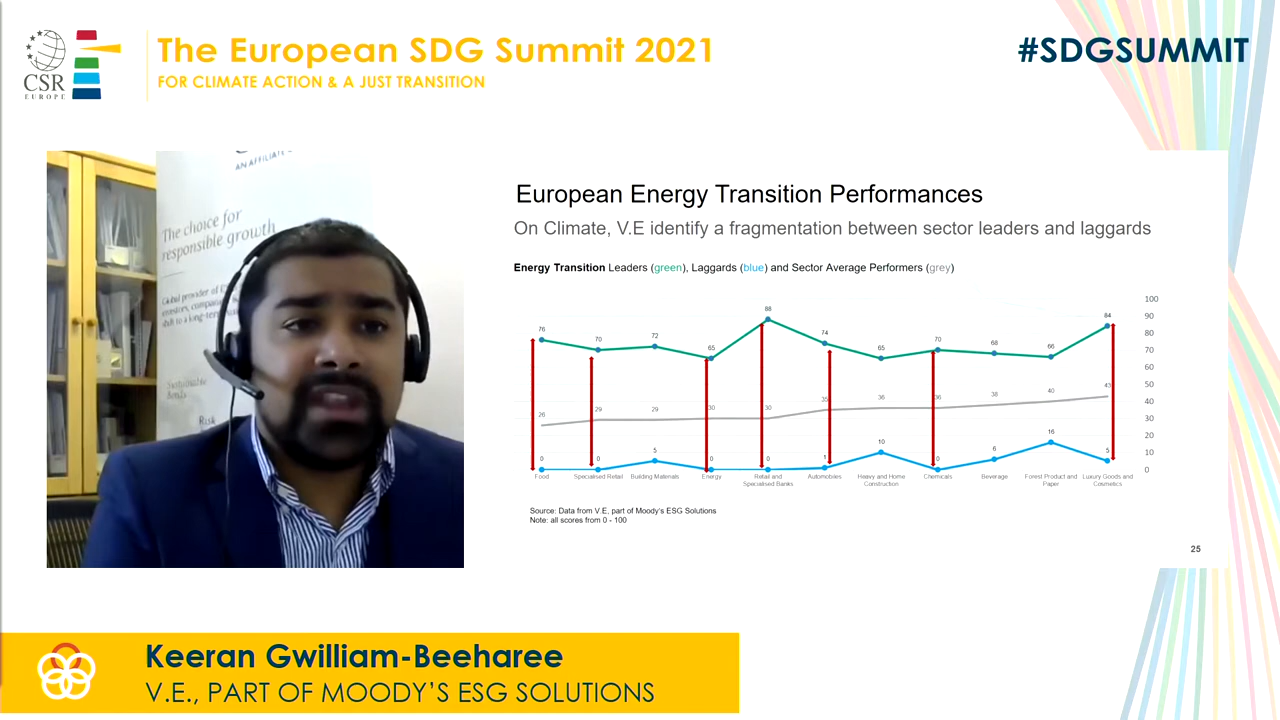 CSR
EUROPE
The European SDG Summit 2021
FOR CLIMATE ACTION & A JUST TRANSITION
#SDGSUMMIT
AN AFFILIATE
The choice for
responsible growth
Global provider of
investors,
Sustainable
Bonds
Risk
European Energy Transition Performances
On Climate, V.E identify a fragmentation between sector leaders and laggards
Energy Transition Leaders (green), Laggards (blue) and Sector Average Performers (grey)
100
90
80
70
60
50
40
30
20
10
0
76 70 72 65 88 74 65 70 68 66 84
26 29 29 30 30 35 36 36 38 40 43
0 0 5 0 0 1 10 0 6 16 5
Food Specialised Retail Building Materials Energy Retail and Automobiles Heavy and Home Chemicals Beverage Forest Product and Luxury Goods and
Specialised Banks Construction Paper Cosmetics
Source: Data from V.E, part of Moody's ESG Solutions
Note: all scores from 0 - 100
25
Keeran Gwilliam-Beeharee
V.E., PART OF MOODY'S ESG SOLUTIONS